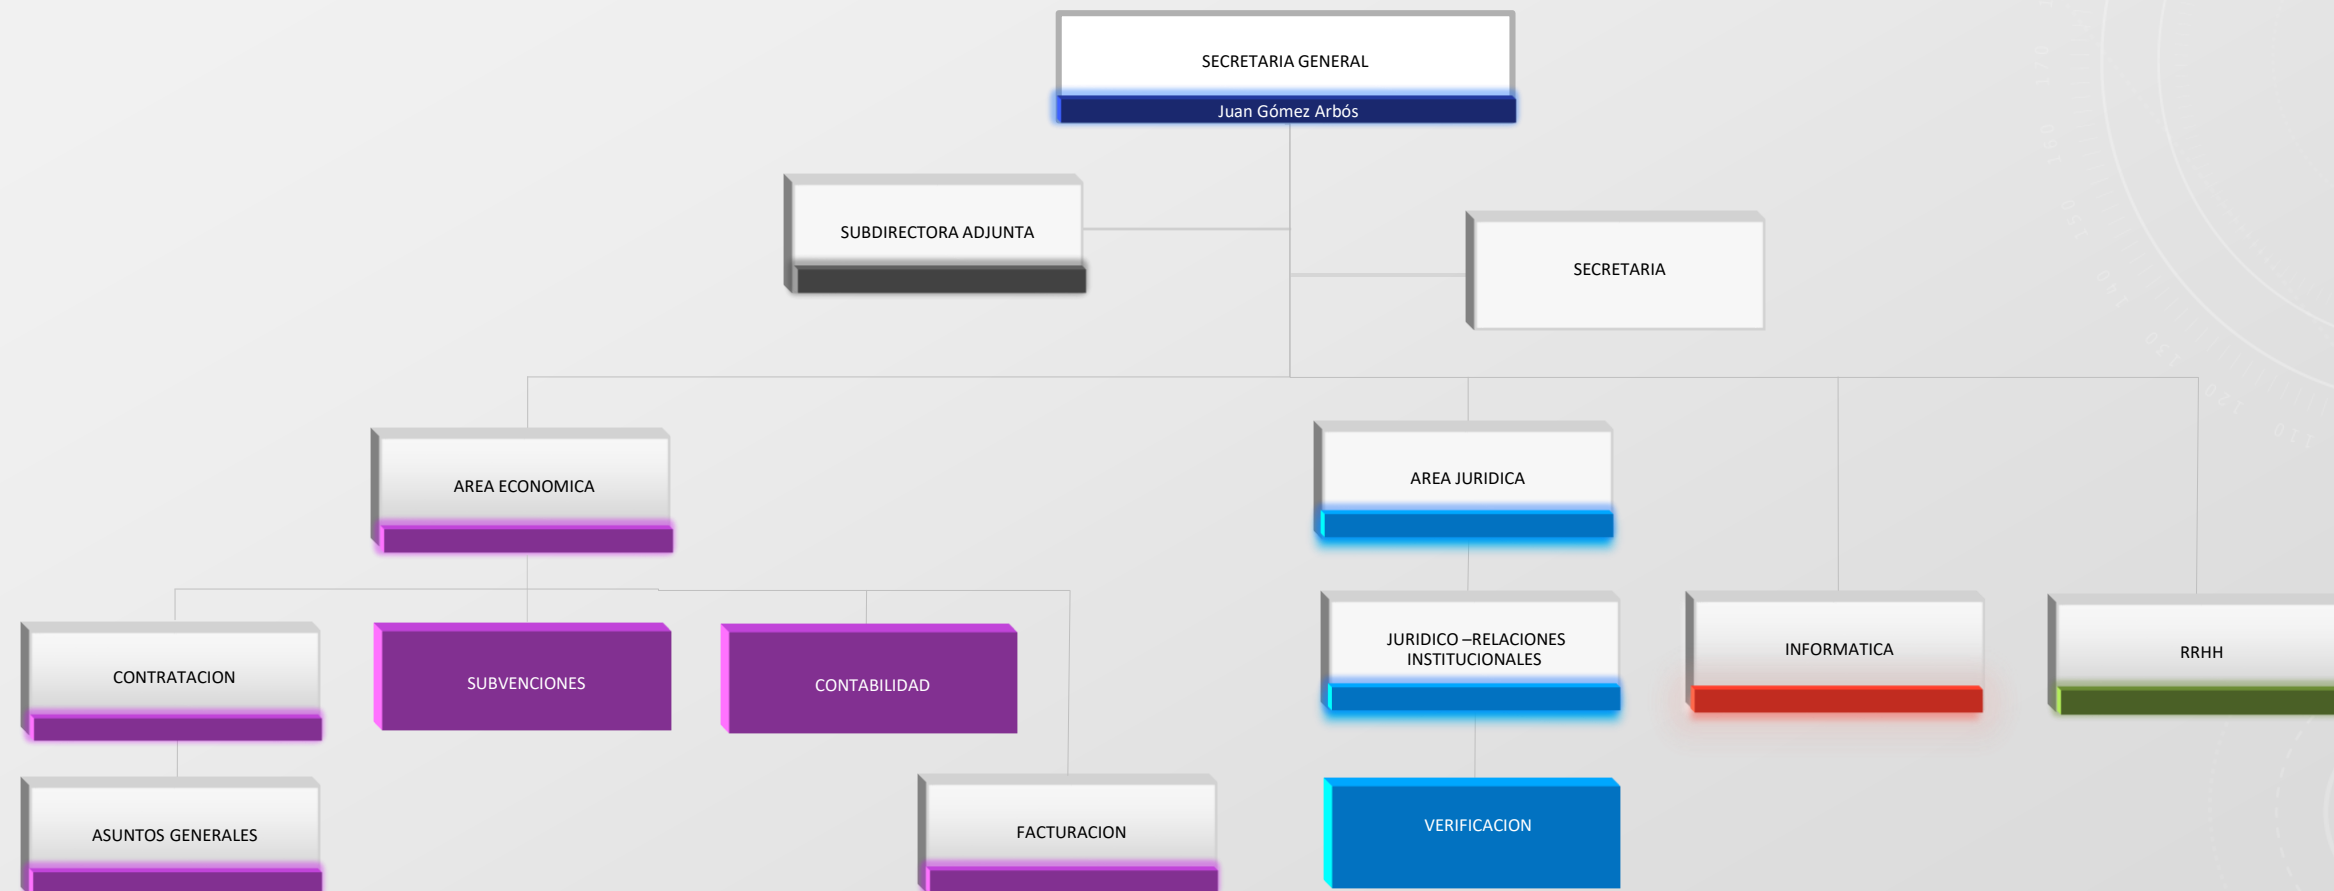 SECRETARIA GENERAL
Juan Gómez Arbós
SUBDIRECTORA ADJUNTA
SECRETARIA
AREA ECONOMICA
AREA JURIDICA
CONTRATACION
SUBVENCIONES
CONTABILIDAD
JURIDICO –RELACIONES
INSTITUCIONALES
INFORMATICA
RRHH
ASUNTOS GENERALES
FACTURACION
VERIFICACION